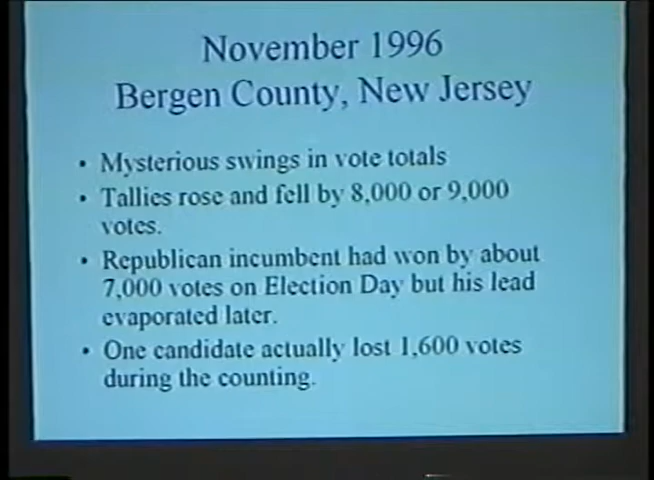 November 1996
Bergen County, New Jersey
• Mysterious swings in vote totals
• Tallies rose and fell by 8,000 or 9,000
votes.
• Republican incumbent had won by about
7,000 votes on Election Day but his lead
evaporated later.
• One candidate actually lost 1,600 votes
during the counting.